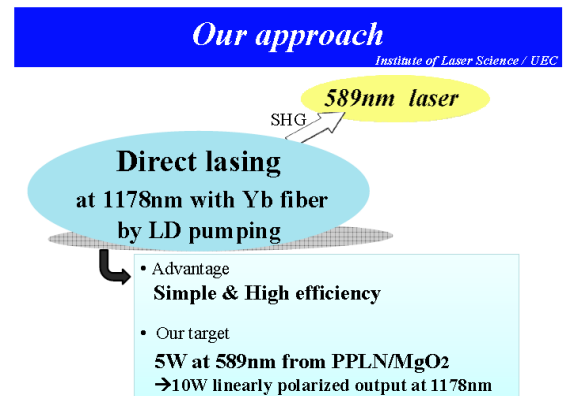 Our approach
Institute of Laser Science / UEC
589nm laser
SHG
Direct lasing
at 1178nm with Yb fiber
by LD pumping
• Advantage
Simple & High efficiency
• Our target
5W at 589nm from PPLN/MgO2
→10W linearly polarized output at 1178nm